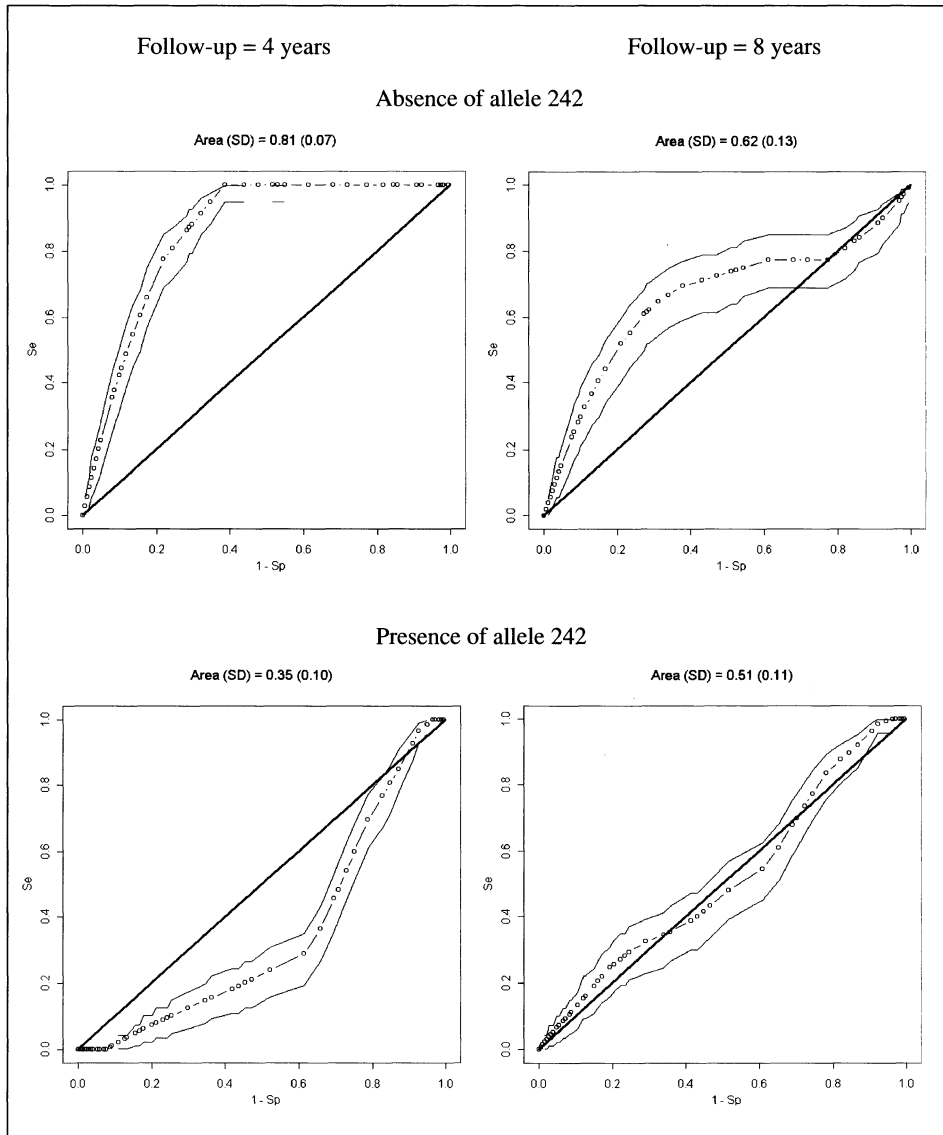 Follow-up = 4 years
Follow-up = 8 years
Absence of allele 242
Area (SD) = 0.81 (0.07)
Area (SD) = 0.62 (0.13)
Se
0.0 0.2 0.4 0.6 0.8 1.0
0.0 0.2 0.4 0.6 0.8 1.0
1 - Sp
Se
0.0 0.2 0.4 0.6 0.8 1.0
0.0 0.2 0.4 0.6 0.8 1.0
1 - Sp
Presence of allele 242
Area (SD) = 0.35 (0.10)
Area (SD) = 0.51 (0.11)
Se
0.0 0.2 0.4 0.6 0.8 1.0
0.0 0.2 0.4 0.6 0.8 1.0
1 - Sp
Se
0.0 0.2 0.4 0.6 0.8 1.0
0.0 0.2 0.4 0.6 0.8 1.0
1 - Sp